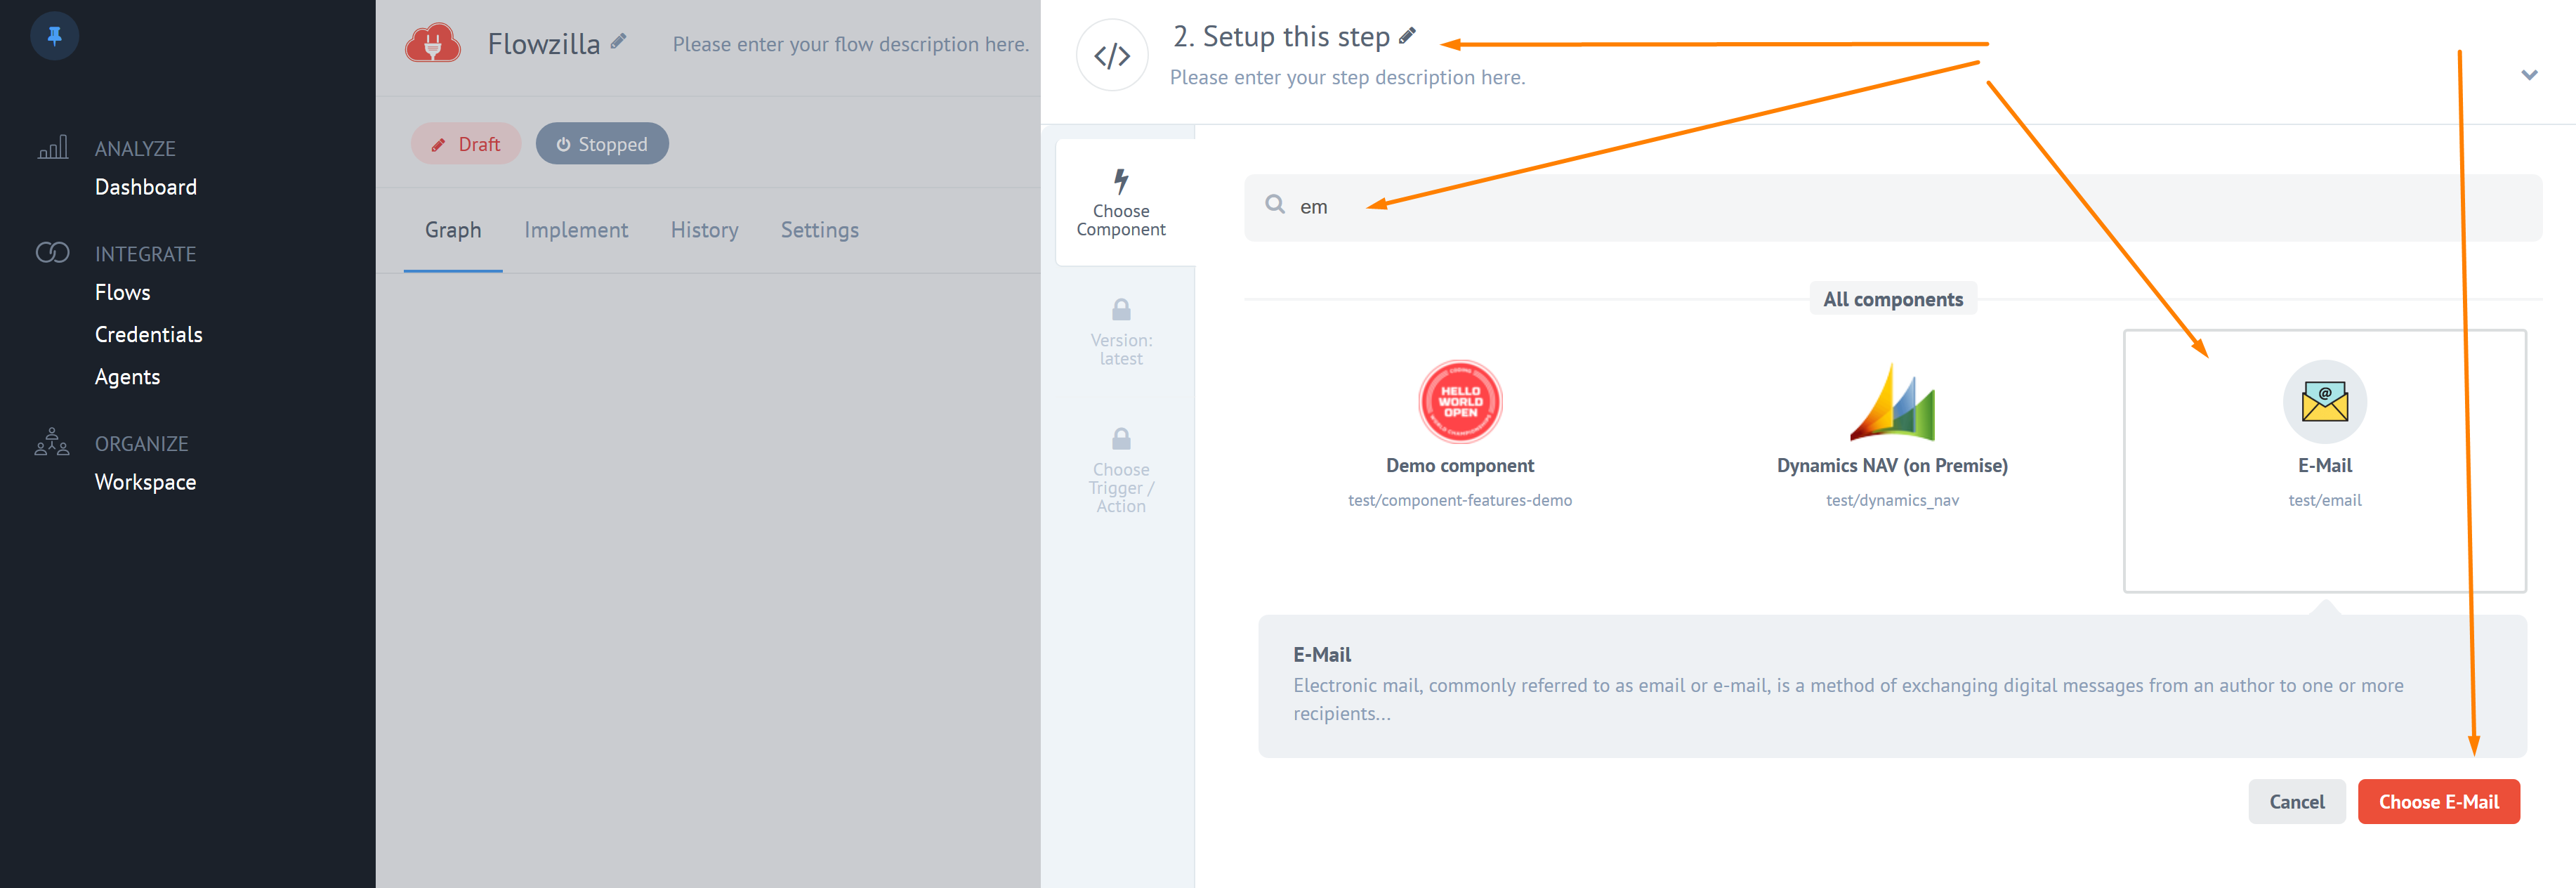 ANALYZE
Dashboard
INTEGRATE
Flows
Credentials
Agents
ORGANIZE
Workspace
Flowzilla
Please enter your flow description here.
Draft
Stopped
Graph
Implement
History
Settings
2. Setup this step
Please enter your step description here.
Choose
Component
Version:
latest
Choose
Trigger /
Action
em
All components
HELLO
WORLD
OPEN
WORLD CHAMPIONSHIPS
Demo component
test/component-features-demo
Dynamics NAV (on Premise)
test/dynamics_nav
@
E-Mail
test/email
E-Mail
Electronic mail, commonly referred to as email or e-mail, is a method of exchanging digital messages from an author to one or more
recipients...
Cancel
Choose E-Mail